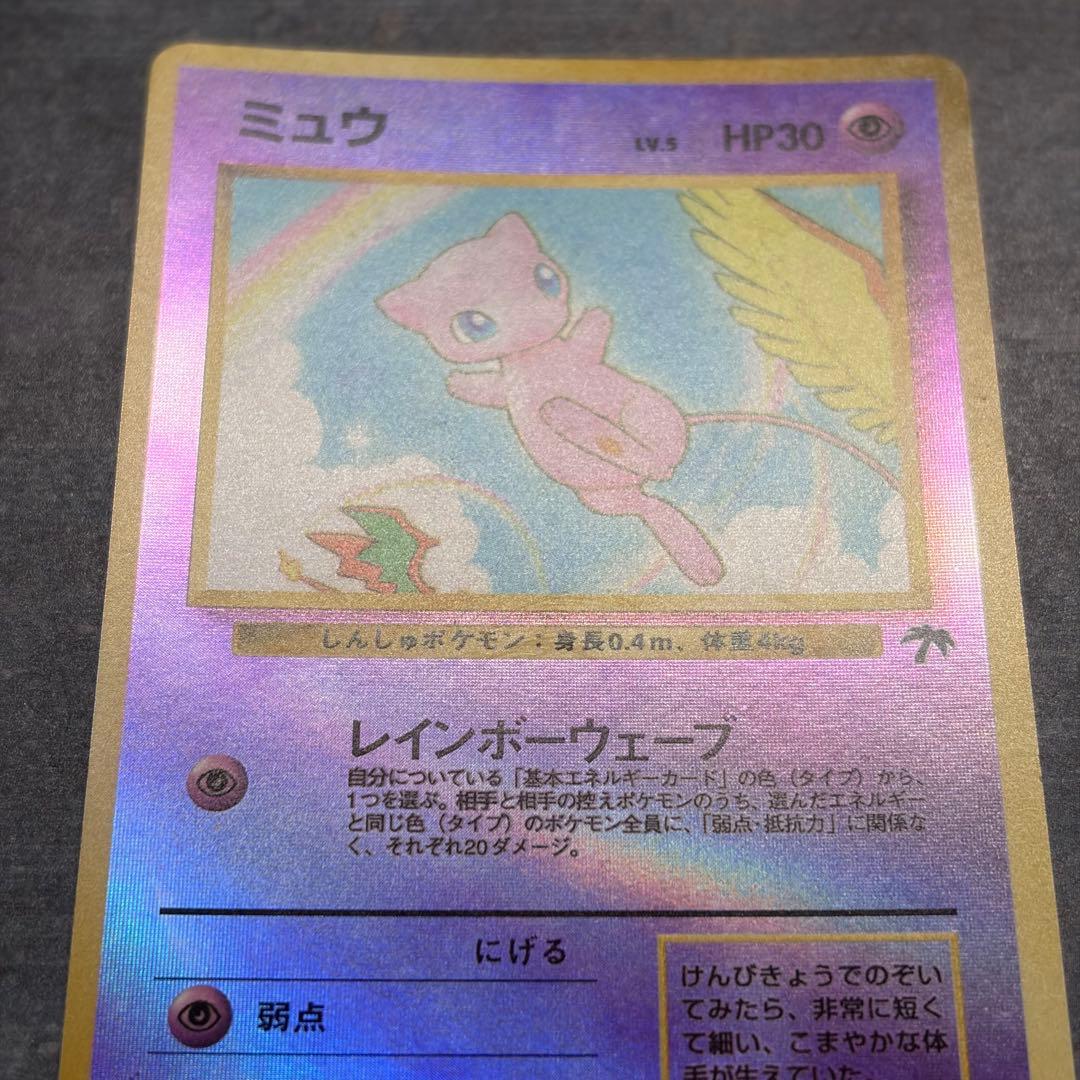 ミュウ LV.5 HP30
しんしゅポケモン：身長0.4m、体重4kg
レインボーウェーブ
自分についている「基本エネルギーカード」の色（タイプ）から、
1つを選ぶ。相手と相手の控えポケモンのうち、選んだエネルギー
と同じ色（タイプ）のポケモン全員に、「弱点・抵抗力」に関係な
く、それぞれ20ダメージ。
にげる
弱点
けんびきょうでのぞい
てみたら、非常に短く
て細い、こまやかな体
毛が生えていた